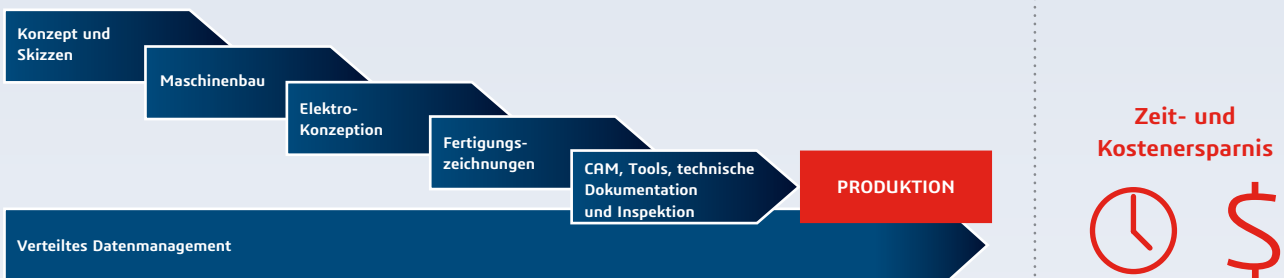 Konzept und
Skizzen
Maschinenbau
Elektro-
Konzeption
Fertigungs-
zeichnungen
CAM, Tools, technische
Dokumentation
und Inspektion
PRODUKTION
Verteiltes Datenmanagement
Zeit- und
Kostenersparnis
$